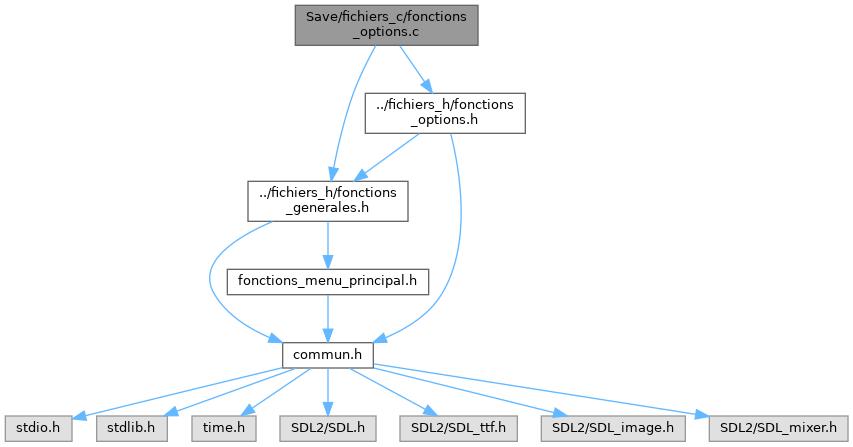 Save/fichiers_c/fonctions
_options.c
../fichiers_h/fonctions
_options.h
../fichiers_h/fonctions
_generales.h
fonctions_menu_principal.h
commun.h
stdio.h
stdlib.h
time.h
SDL2/SDL.h
SDL2/SDL_ttf.h
SDL2/SDL_image.h
SDL2/SDL_mixer.h